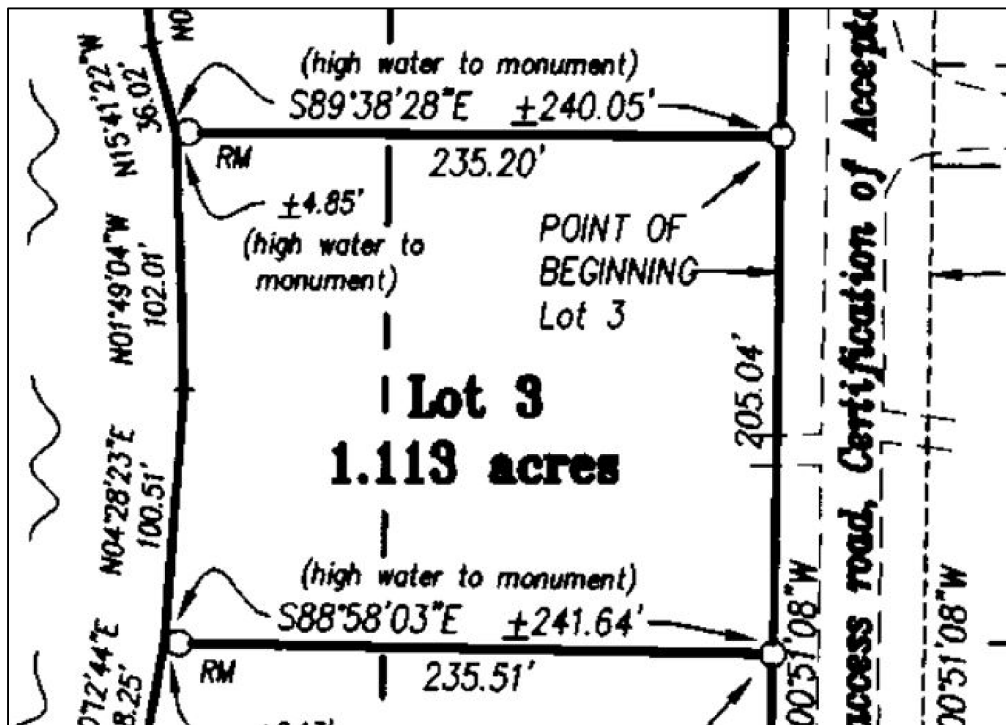 (high water to monument)
S89°38'28"E ±240.05'
235.20'
RM
±4.85'
(high water to
monument)
N15°41'22"W
36.02'
N01°49'04"W
102.01'
N04°28'23"E
100.51'
POINT OF
BEGINNING
Lot 3
205.04'
Lot 3
1.113 acres
(high water to monument)
S88°58'03"E ±241.64'
235.51'
RM
00°51'08"W
access road, Certification of
00°51'08"W